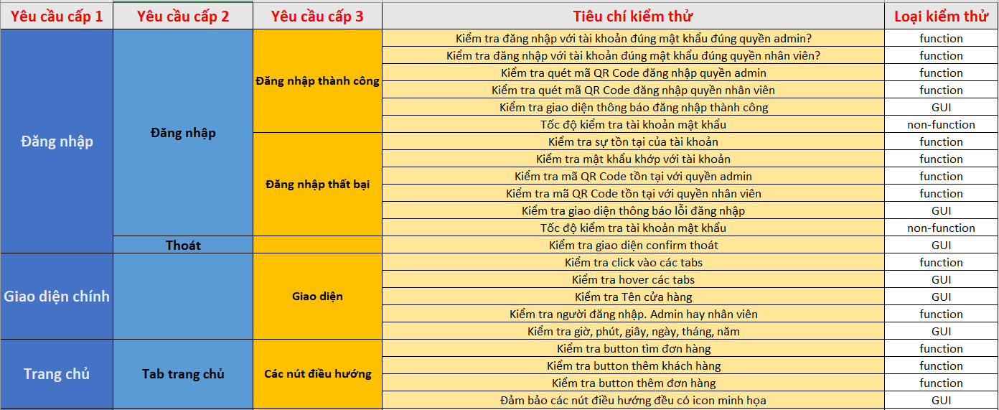 Yêu cầu cấp 1 Yêu cầu cấp 2 Yêu cầu cấp 3 Tiêu chí kiểm thử Loại kiểm thử
Đăng nhập
Đăng nhập
Đăng nhập thành công
Kiểm tra đăng nhập với tài khoản đúng mật khẩu đúng quyền admin? function
Kiểm tra đăng nhập với tài khoản đúng mật khẩu đúng quyền nhân viên? function
Kiểm tra quét mã QR Code đăng nhập quyền admin function
Kiểm tra quét mã QR Code đăng nhập quyền nhân viên function
Kiểm tra giao diện thông báo đăng nhập thành công GUI
Tốc độ kiểm tra tài khoản mật khẩu non-function
Đăng nhập thất bại
Kiểm tra sự tồn tại của tài khoản function
Kiểm tra mật khẩu khớp với tài khoản function
Kiểm tra mã QR Code tồn tại với quyền admin function
Kiểm tra mã QR Code tồn tại với quyền nhân viên function
Kiểm tra giao diện thông báo lỗi đăng nhập GUI
Tốc độ kiểm tra tài khoản mật khẩu non-function
Thoát Kiểm tra giao diện confirm thoát GUI
Giao diện chính
Giao diện
Kiểm tra click vào các tabs function
Kiểm tra hover các tabs GUI
Kiểm tra Tên cửa hàng GUI
Kiểm tra người đăng nhập. Admin hay nhân viên function
Kiểm tra giờ, phút, giây, ngày, tháng, năm GUI
Trang chủ
Tab trang chủ
Các nút điều hướng
Kiểm tra button tìm đơn hàng function
Kiểm tra button thêm khách hàng function
Kiểm tra button thêm đơn hàng function
Đảm bảo các nút điều hướng đều có icon minh họa GUI